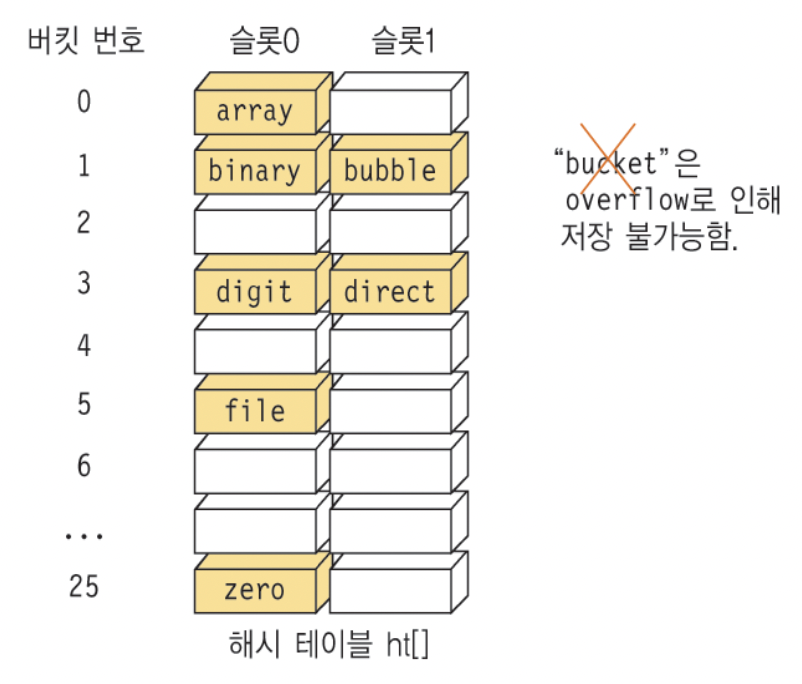 버킷 번호 슬롯0 슬롯1
0 array
1 binary bubble
2
3 digit direct
4
5 file
6
...
25 zero
해시 테이블 ht[]
“bucket”은
overflow로 인해
저장 불가능함.